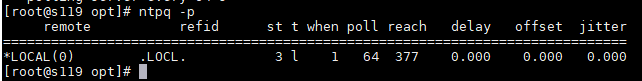 [root@s119 opt]# ntpq -p
     remote           refid      st t when poll reach   delay   offset  jitter
==============================================================================
*LOCAL(0)        .LOCL.           3 l    1   64  377    0.000    0.000   0.000
[root@s119 opt]#